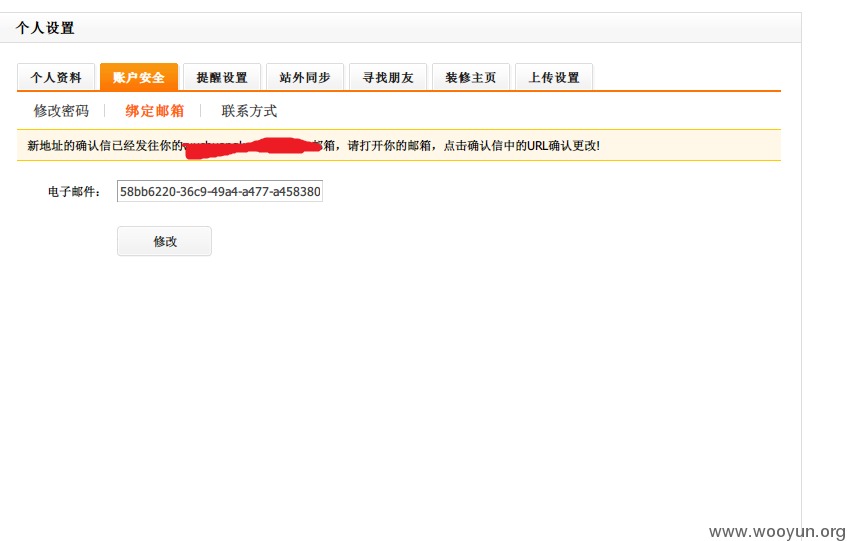 个人设置
个人资料 账户安全 提醒设置 站外同步 寻找朋友 装修主页 上传设置
修改密码 绑定邮箱 联系方式
新地址的确认信已经发往你的 邮箱，请打开你的邮箱，点击确认信中的URL确认更改!
电子邮件： 58bb6220-36c9-49a4-a477-a458380
修改
www.wooyun.org